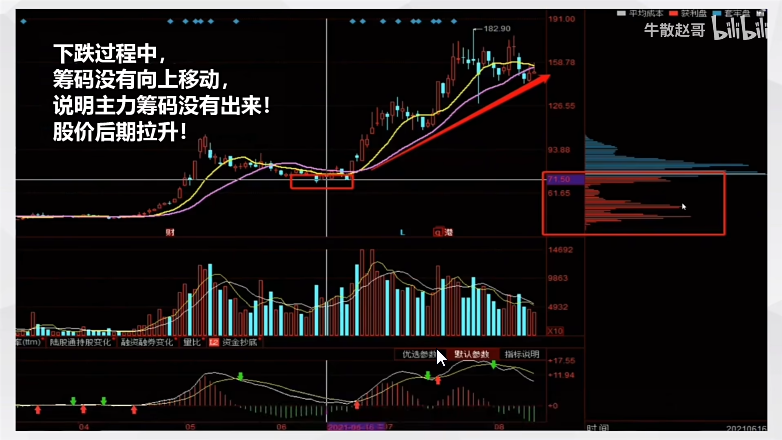 平均成本 获利盘 套牢盘
牛散赵哥 bilibili
191.00
182.90
下跌过程中，
筹码没有向上移动，
说明主力筹码没有出来！
股价后期拉升！
158.78
126.55
93.88
71.50
61.65
财
L
港
14692
9863
4932
X10
率(ttm) 陆股通持股变化 融资融券变化 量比 资金抄底
优选参数 默认参数 指标说明
+17.55
+11.94
+0
04 05 06 2021-06-16 三 07 08
时间 20210616